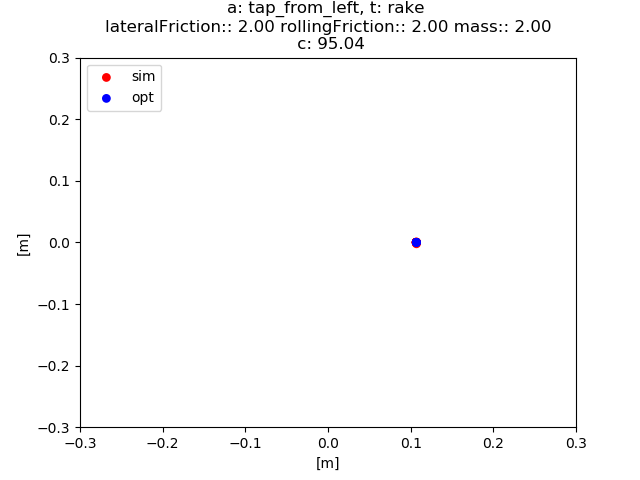 a: tap_from_left, t: rake
lateralFriction:: 2.00 rollingFriction:: 2.00 mass:: 2.00
c: 95.04
sim
opt
0.3
0.2
0.1
0.0
−0.1
−0.2
−0.3
[m]
−0.3 −0.2 −0.1 0.0 0.1 0.2 0.3
[m]